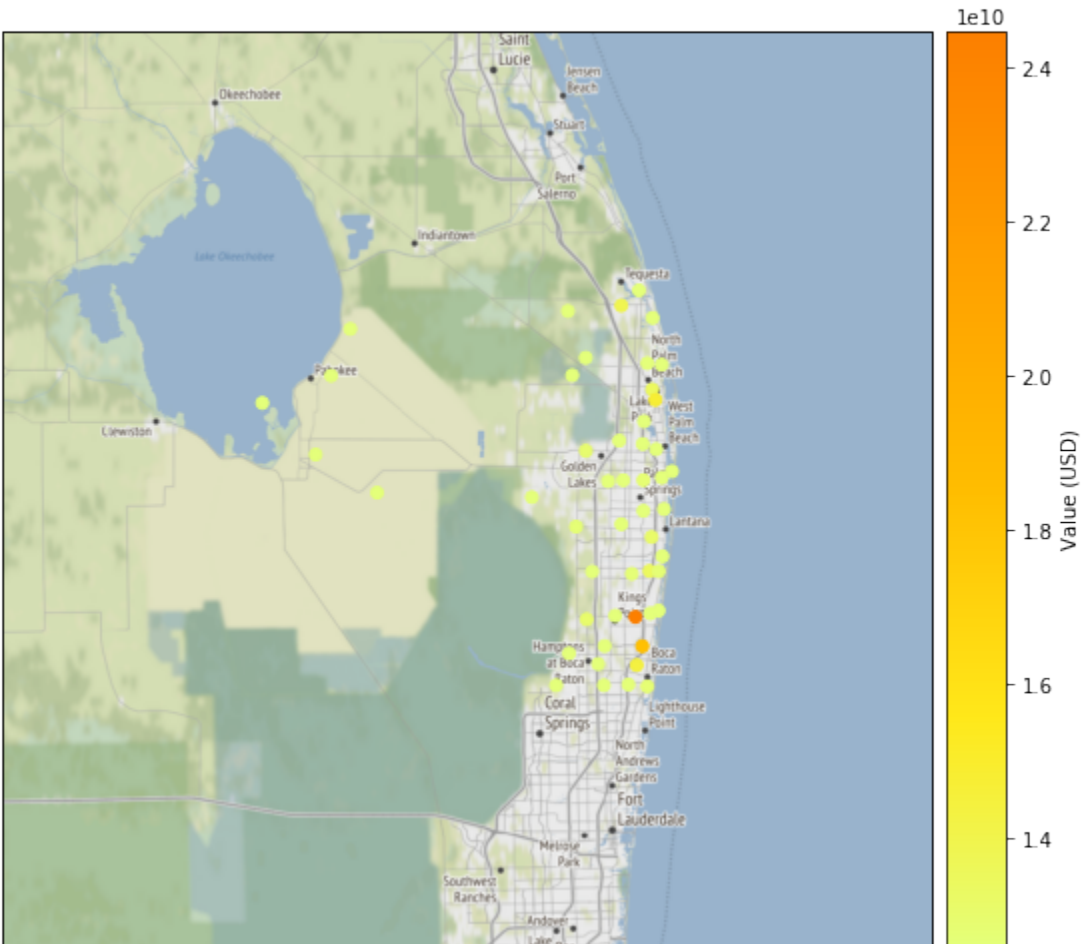 1e10
Saint
Lucie
2.4
Jensen
Beach
Okeechobee
Stuart
Port
Salerno
2.2
Indiantown
Lake Okeechobee
Tequesta
North
Palm
Beach
2.0
West
Palm
Beach
Clewiston
Golden
Lakes
Springs
Lantana
1.8
Value (USD)
Kings
Hamptons
at Boca
Raton
Boca
Raton
1.6
Coral
Springs
Lighthouse
Point
North
Andrews
Gardens
Fort
Lauderdale
1.4
Melrose
Park
Southwest
Ranches
Andover
Lake